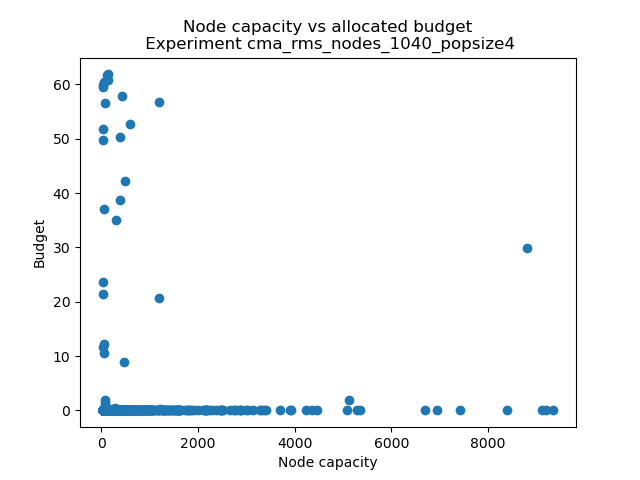 Node capacity vs allocated budget
Experiment cma_rms_nodes_1040_popsize4
60
50
40
30
20
10
0
Budget
0 2000 4000 6000 8000
Node capacity